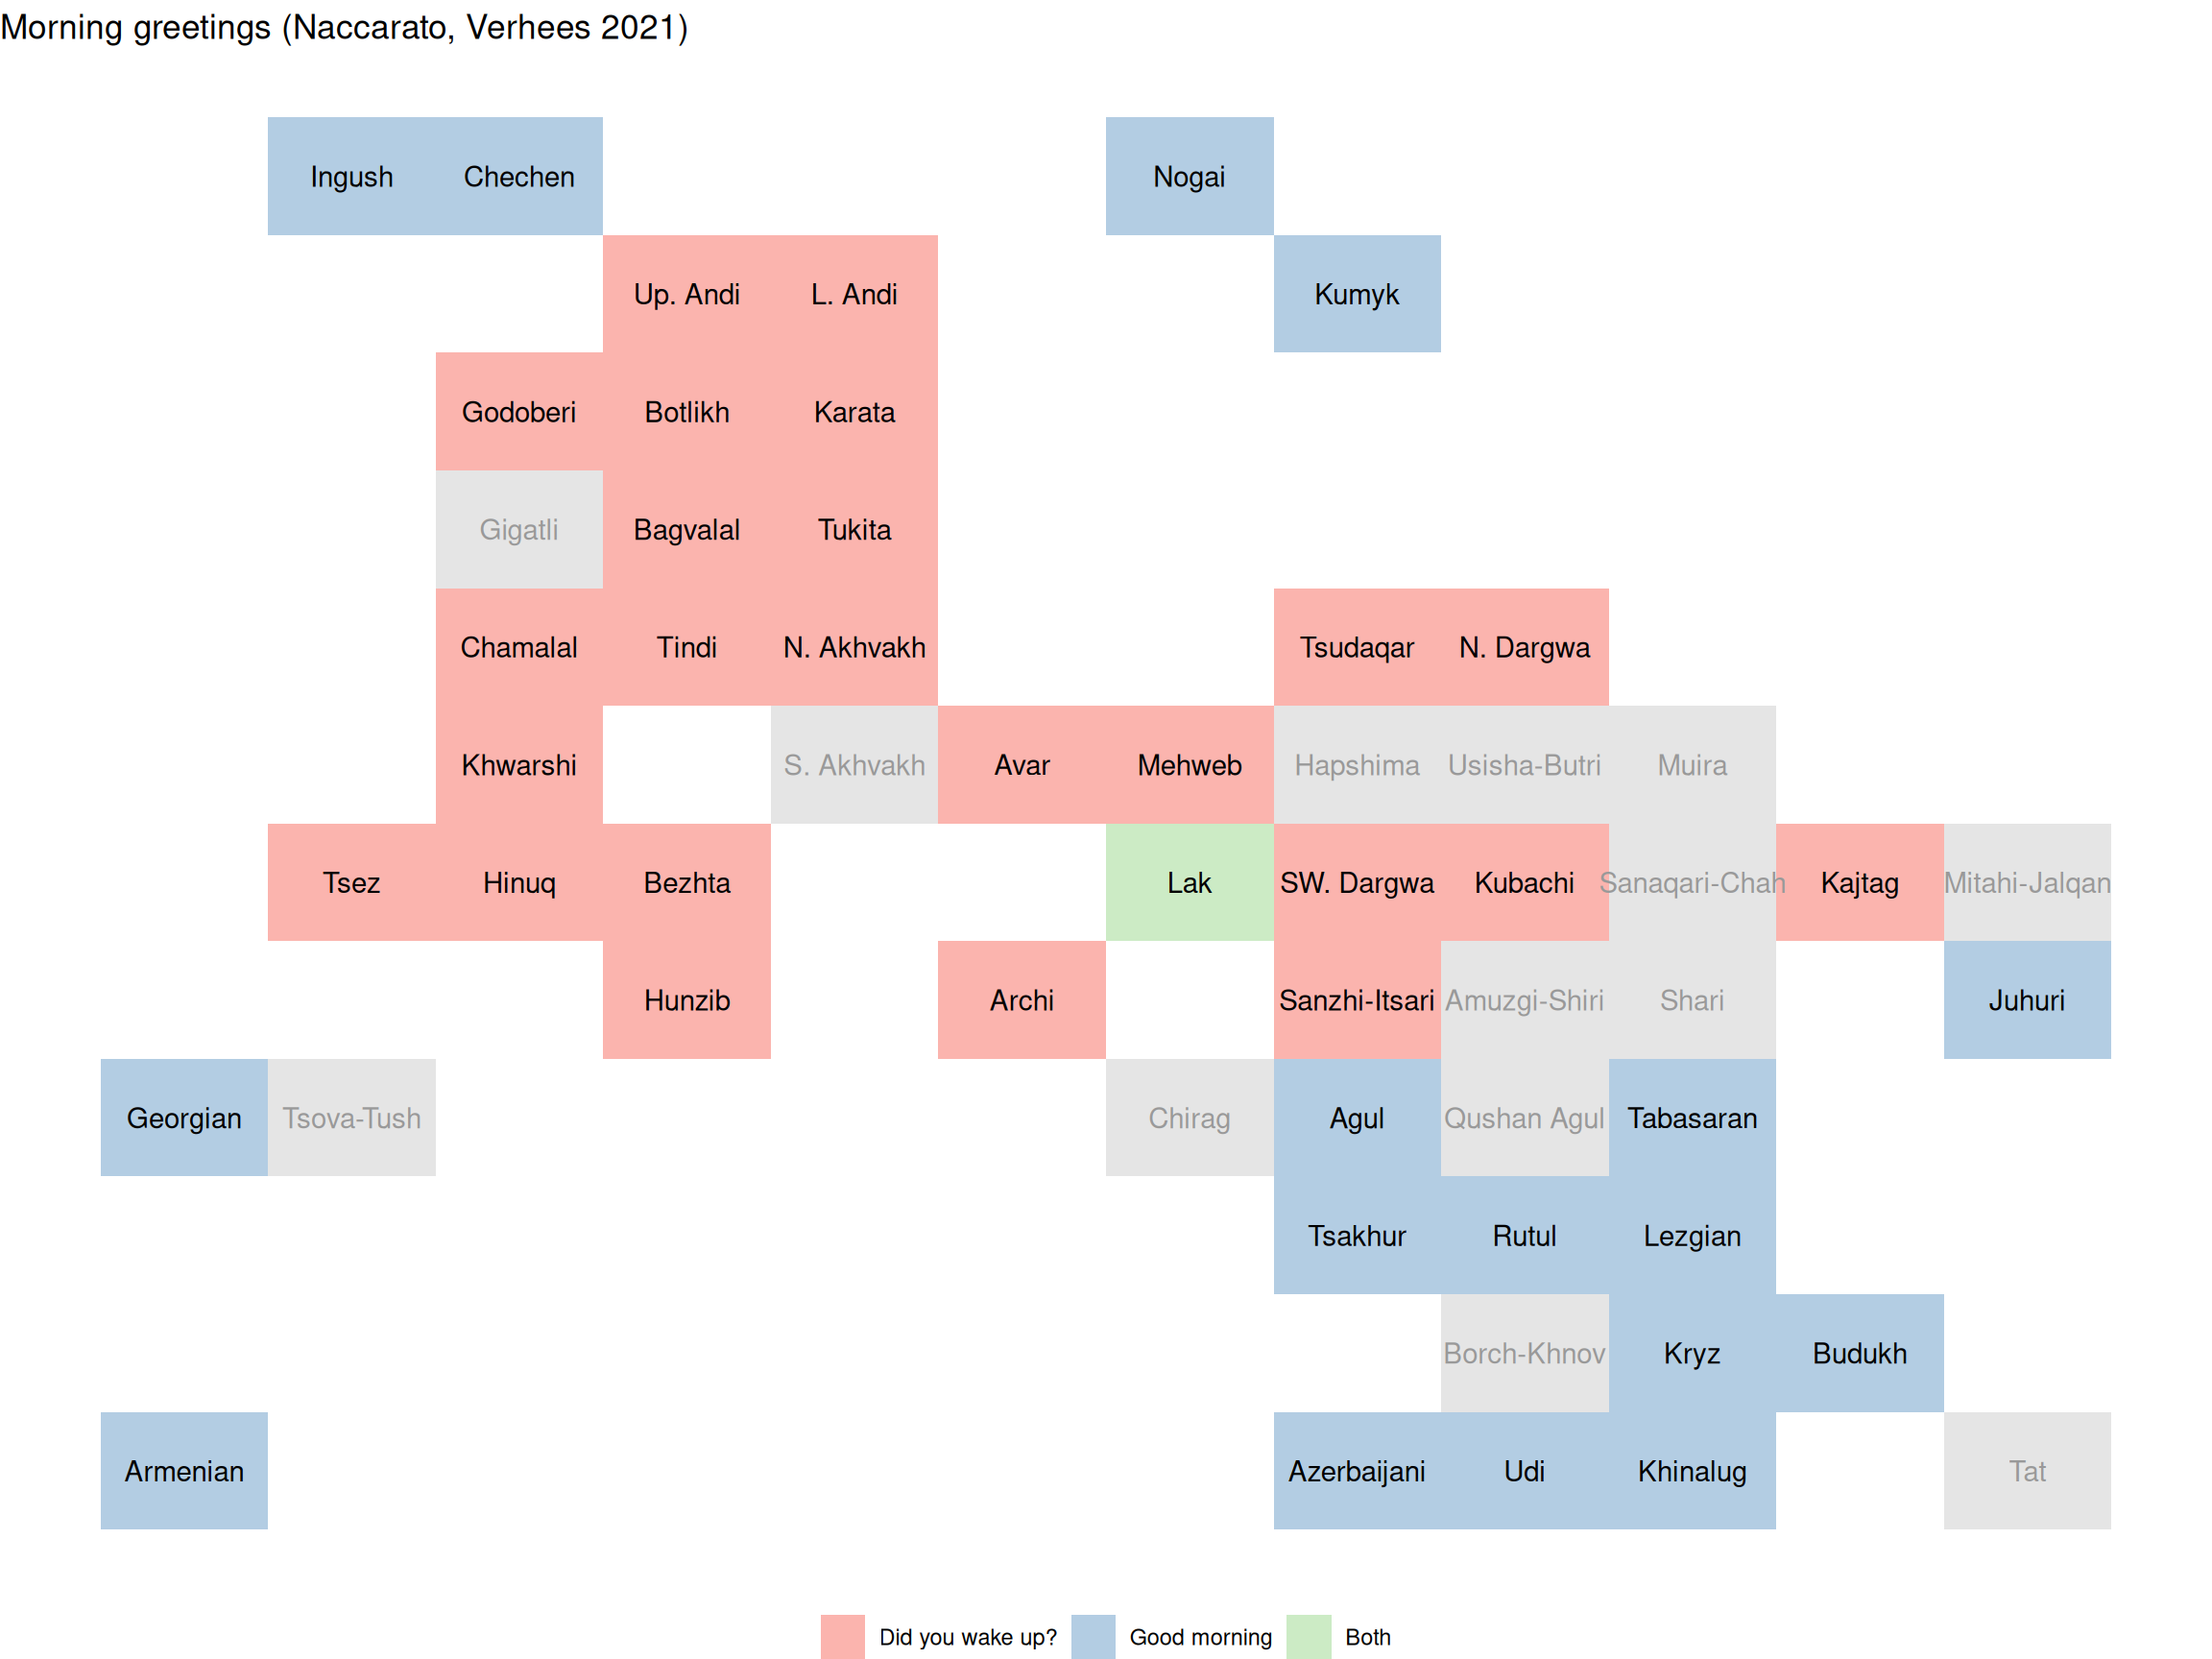 Morning greetings (Naccarato, Verhees 2021)
Ingush Chechen Nogai
Up. Andi L. Andi Kumyk
Godoberi Botlikh Karata
Gigatli Bagvalal Tukita
Chamalal Tindi N. Akhvakh Tsudaqar N. Dargwa
Khwarshi S. Akhvakh Avar Mehweb Hapshima Usisha-Butri Muira
Tsez Hinuq Bezhta Lak SW. Dargwa Kubachi Sanaqari-Chah Kajtag Mitahi-Jalqan
Hunzib Archi Sanzhi-Itsari Amuzgi-Shiri Shari Juhuri
Georgian Tsova-Tush Chirag Agul Qushan Agul Tabasaran
Tsakhur Rutul Lezgian
Borch-Khnov Kryz Budukh
Armenian Azerbaijani Udi Khinalug Tat
Did you wake up? Good morning Both